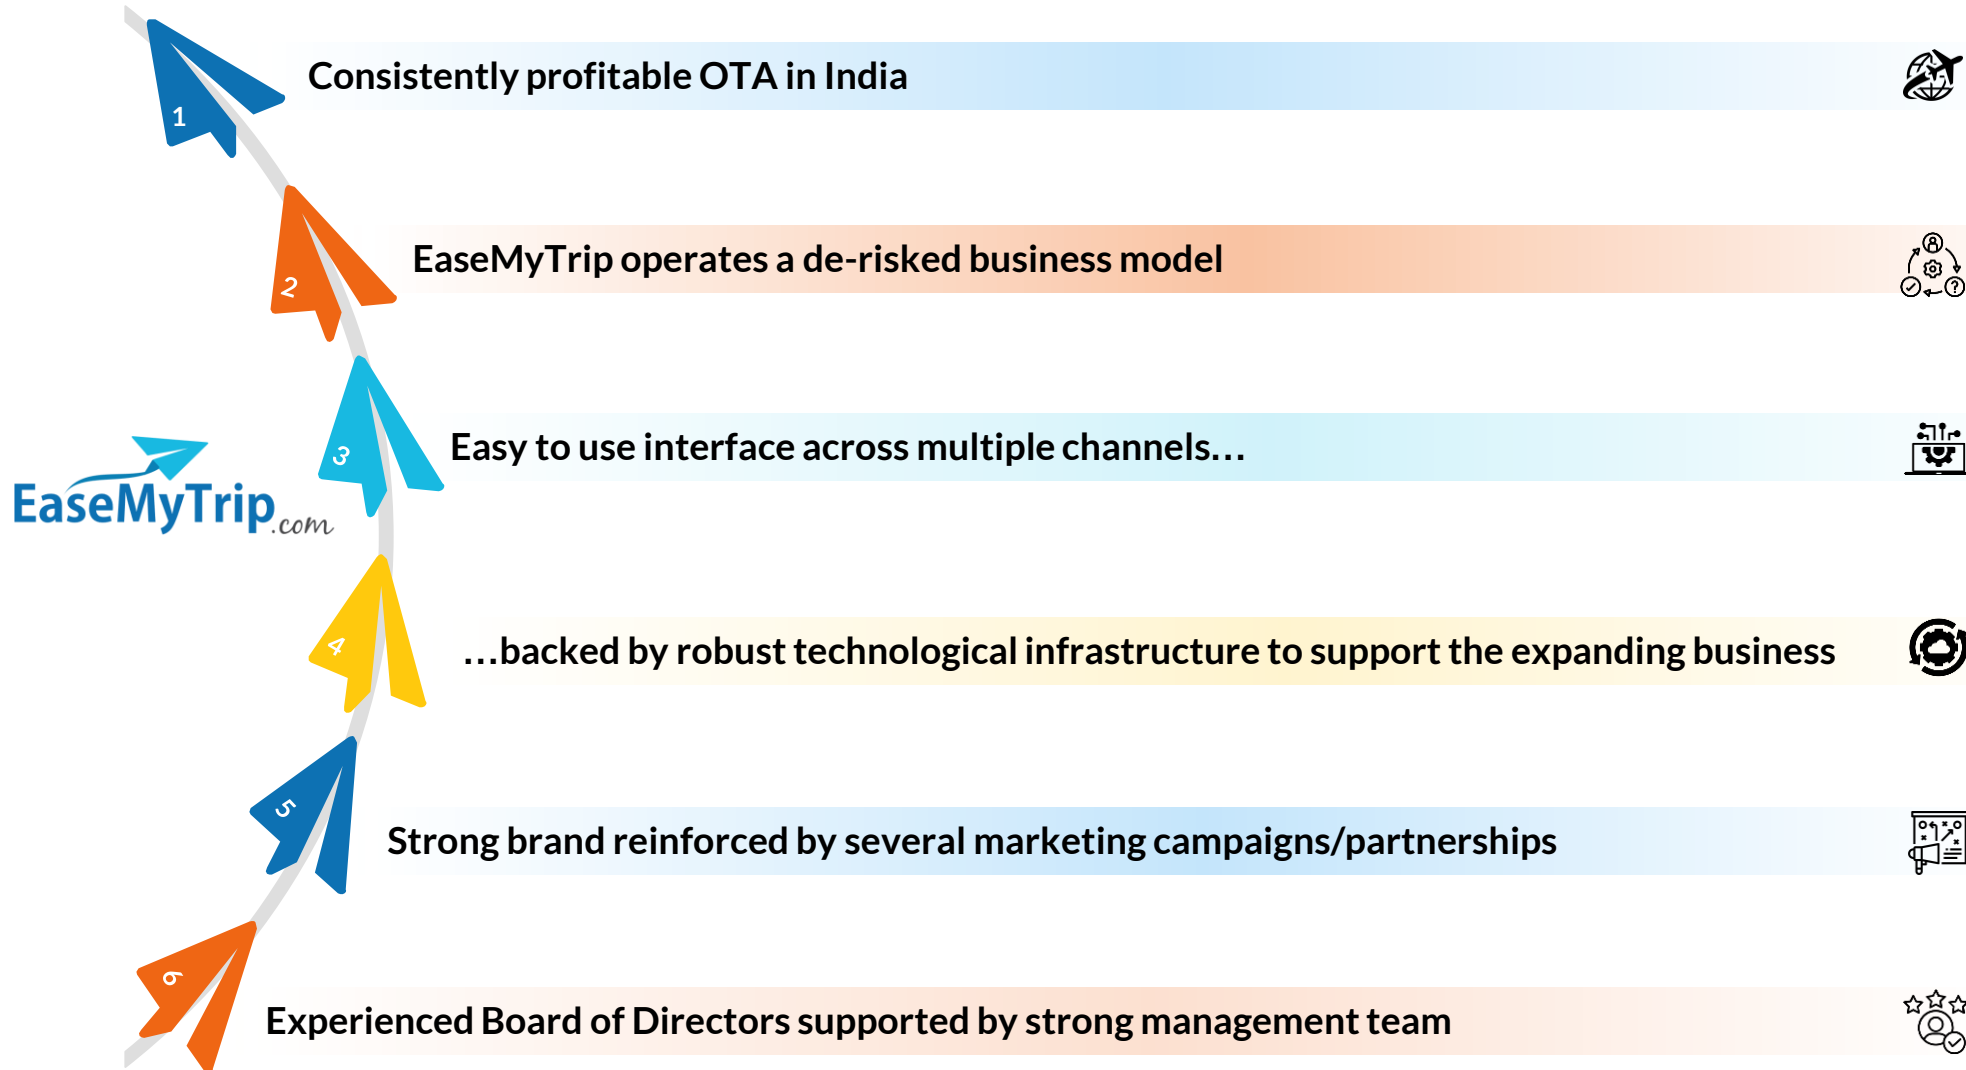 1
Consistently profitable OTA in India
2
EaseMyTrip operates a de-risked business model
3
Easy to use interface across multiple channels…
EaseMyTrip.com
4
…backed by robust technological infrastructure to support the expanding business
5
Strong brand reinforced by several marketing campaigns/partnerships
6
Experienced Board of Directors supported by strong management team